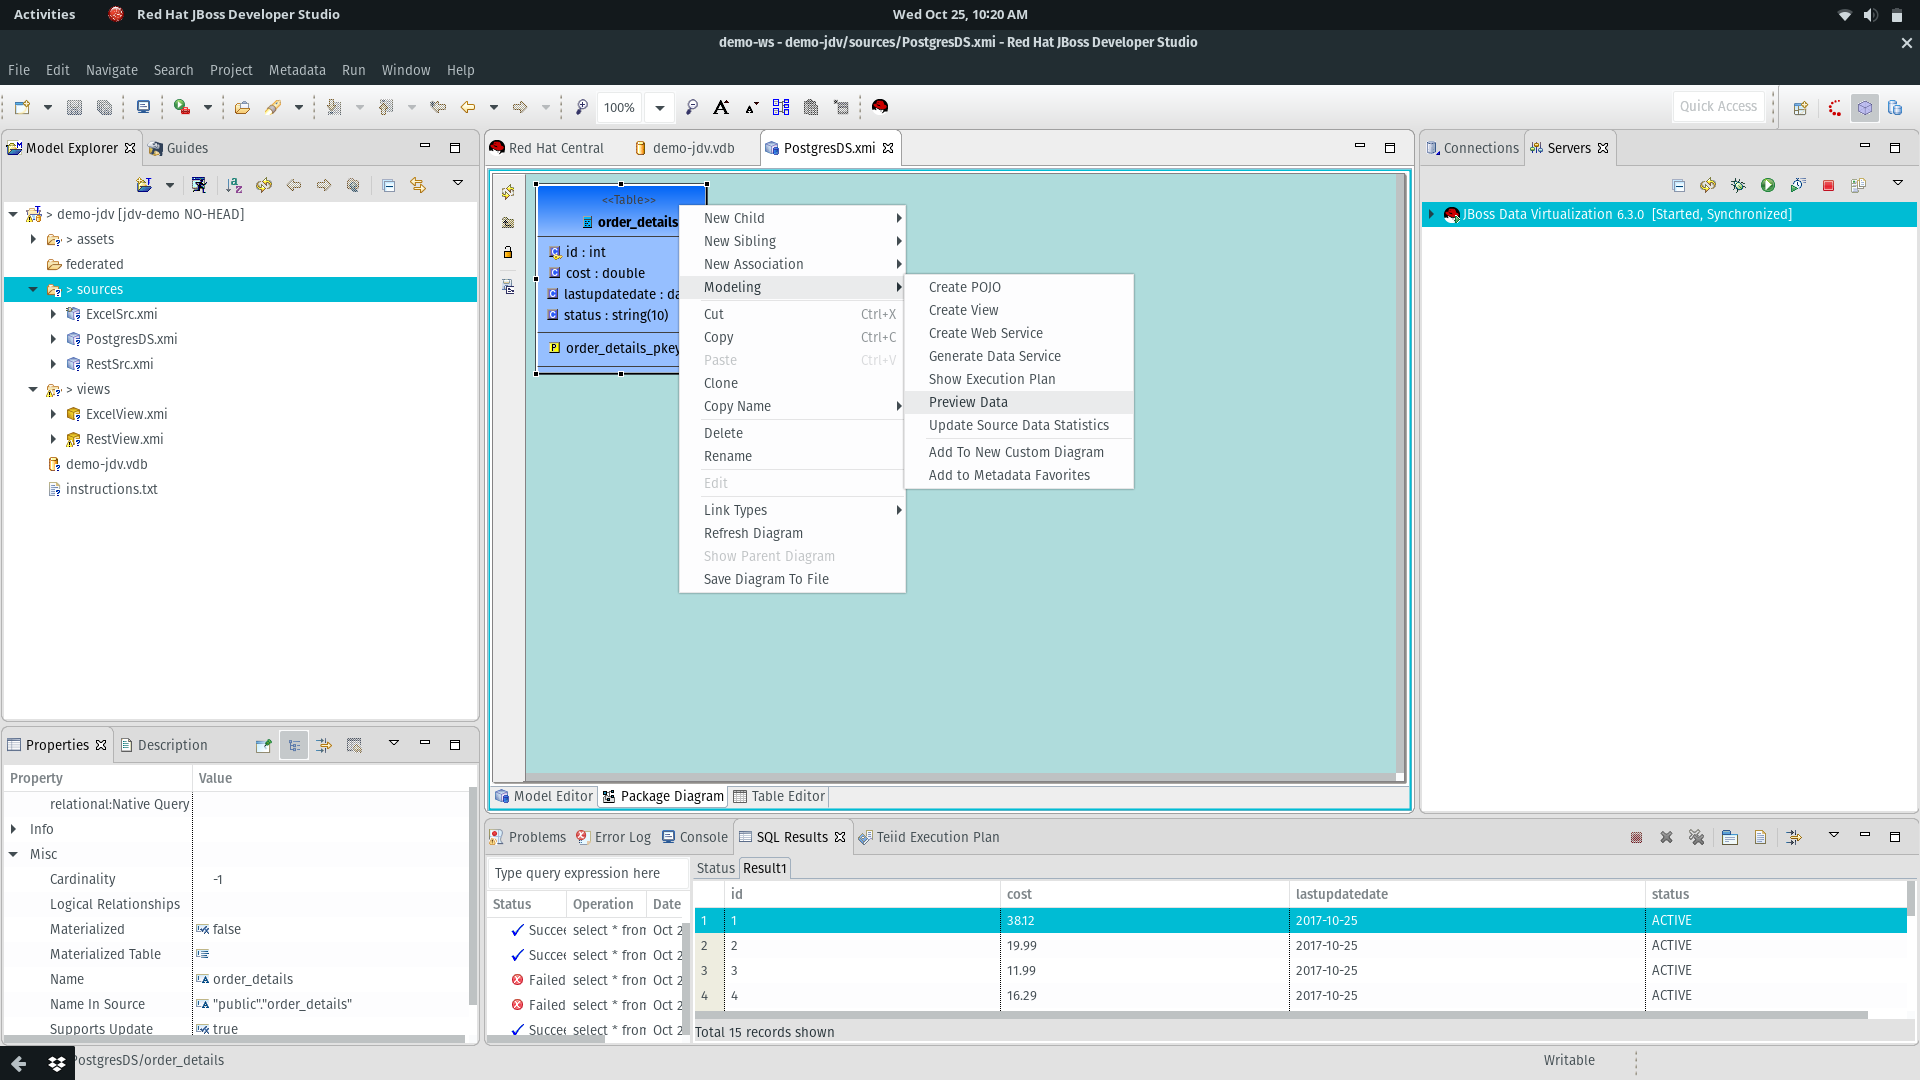 Activities
Red Hat JBoss Developer Studio
Wed Oct 25, 10:20 AM
demo-ws - demo-jdv/sources/PostgresDS.xmi - Red Hat JBoss Developer Studio
File Edit Navigate Search Project Metadata Run Window Help
100%
Quick Access
Model Explorer
Guides
> demo-jdv [jdv-demo NO-HEAD]
> assets
federated
> sources
ExcelSrc.xmi
PostgresDS.xmi
RestSrc.xmi
> views
ExcelView.xmi
RestView.xmi
demo-jdv.vdb
instructions.txt
Red Hat Central
demo-jdv.vdb
PostgresDS.xmi
<<Table>>
order_details
id : int
cost : double
lastupdatedate : da
status : string(10)
order_details_pkey
New Child
New Sibling
New Association
Modeling
Cut Ctrl+X
Copy Ctrl+C
Paste Ctrl+V
Clone
Copy Name
Delete
Rename
Edit
Link Types
Refresh Diagram
Show Parent Diagram
Save Diagram To File
Create POJO
Create View
Create Web Service
Generate Data Service
Show Execution Plan
Preview Data
Update Source Data Statistics
Add To New Custom Diagram
Add to Metadata Favorites
Model Editor
Package Diagram
Table Editor
Connections
Servers
JBoss Data Virtualization 6.3.0 [Started, Synchronized]
Properties
Description
Property Value
relational:Native Query
Info
Misc
Cardinality -1
Logical Relationships
Materialized false
Materialized Table
Name order_details
Name In Source "public"."order_details"
Supports Update true
Problems
Error Log
Console
SQL Results
Teiid Execution Plan
Type query expression here
Status Operation Date
Succe select * fron Oct 2
Succe select * fron Oct 2
Failed select * fron Oct 2
Failed select * fron Oct 2
Succe select * fron Oct 2
Status Result1
id cost lastupdatedate status
1 1 38.12 2017-10-25 ACTIVE
2 2 19.99 2017-10-25 ACTIVE
3 3 11.99 2017-10-25 ACTIVE
4 4 16.29 2017-10-25 ACTIVE
Total 15 records shown
PostgresDS/order_details
Writable